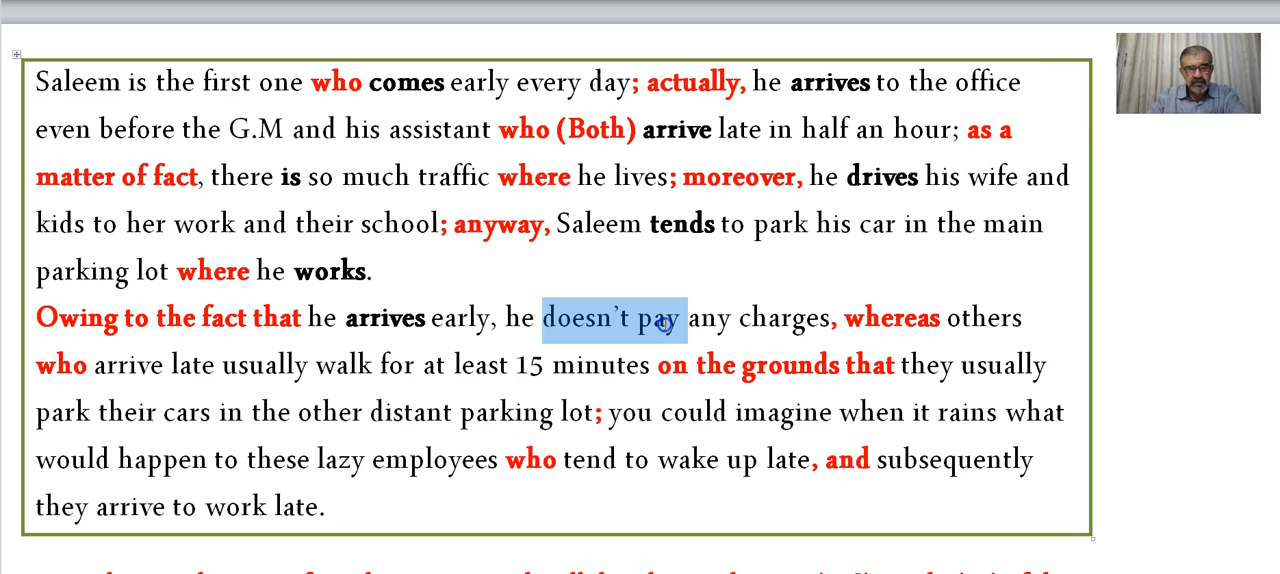 Saleem is the first one who comes early every day; actually, he arrives to the office
even before the G.M and his assistant who (Both) arrive late in half an hour; as a
matter of fact, there is so much traffic where he lives; moreover, he drives his wife and
kids to her work and their school; anyway, Saleem tends to park his car in the main
parking lot where he works.
Owing to the fact that he arrives early, he doesn't pay any charges, whereas others
who arrive late usually walk for at least 15 minutes on the grounds that they usually
park their cars in the other distant parking lot; you could imagine when it rains what
would happen to these lazy employees who tend to wake up late, and subsequently
they arrive to work late.